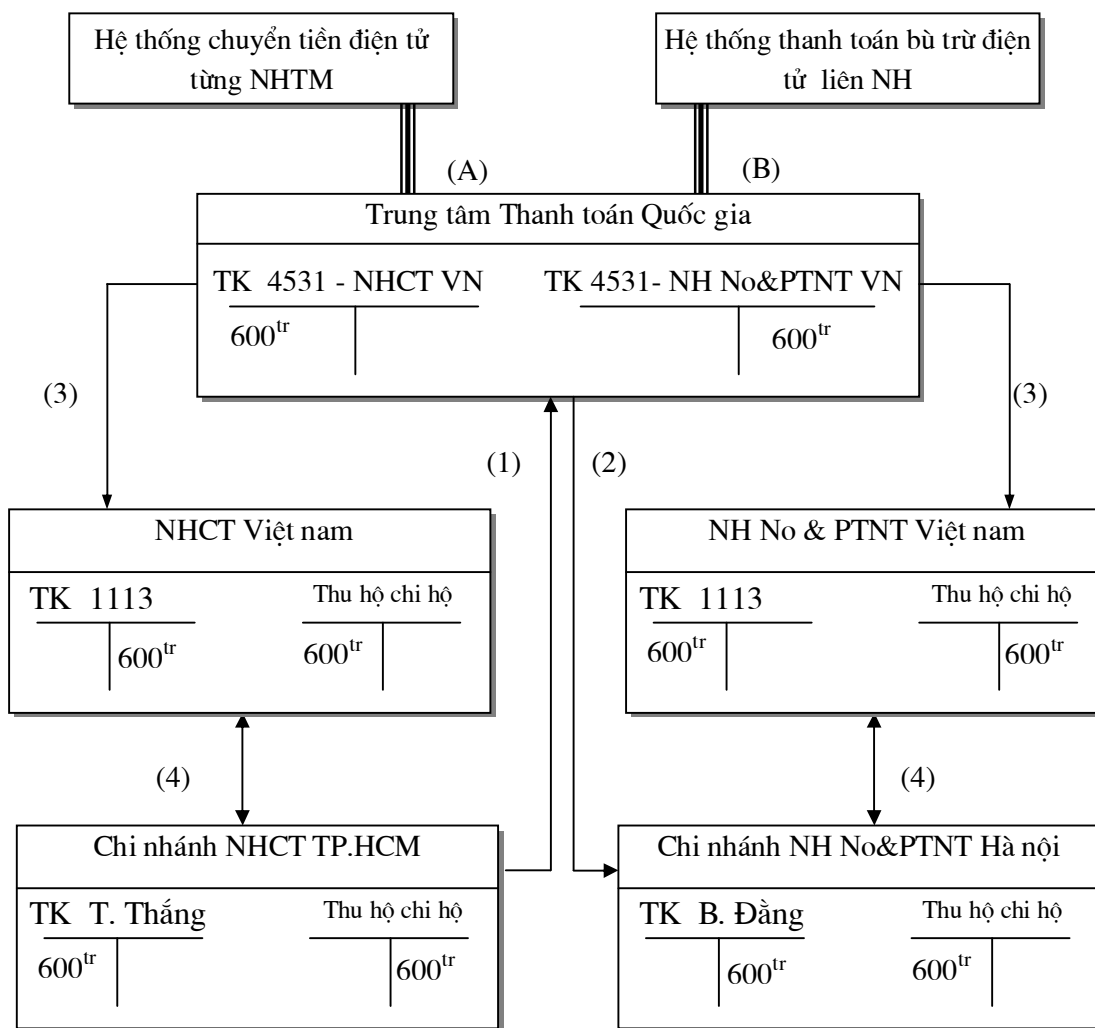 Hệ thống chuyển tiền điện tử
từng NHTM
Hệ thống thanh toán bù trừ điện
tử liên NH
(A)
(B)
Trung tâm Thanh toán Quốc gia
TK 4531 - NHCT VN
TK 4531- NH No&PTNT VN
600tr
600tr
(3)
(3)
(1)
(2)
NHCT Việt nam
TK 1113
Thu hộ chi hộ
600tr
600tr
NH No & PTNT Việt nam
TK 1113
Thu hộ chi hộ
600tr
600tr
(4)
(4)
Chi nhánh NHCT TP.HCM
TK T. Thắng
Thu hộ chi hộ
600tr
600tr
Chi nhánh NH No&PTNT Hà nội
TK B. Đằng
Thu hộ chi hộ
600tr
600tr